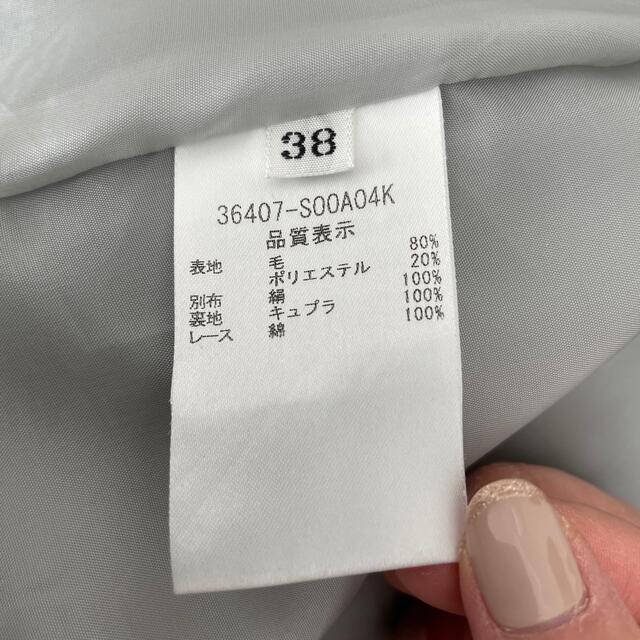 38
36407-S00A04K
品質表示
表地 毛 80%
ポリエステル 20%
別布 絹 100%
裏地 キュプラ 100%
レース 綿 100%